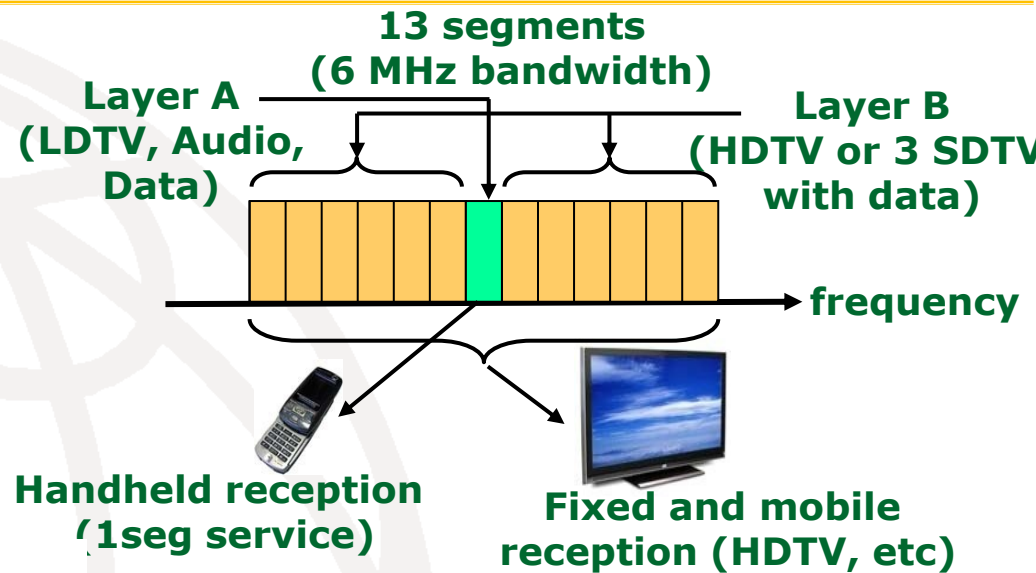 13 segments
(6 MHz bandwidth)
Layer A
(LDTV, Audio,
Data)
Layer B
(HDTV or 3 SDTV
with data)
frequency
Handheld reception
(1seg service)
Fixed and mobile
reception (HDTV, etc)